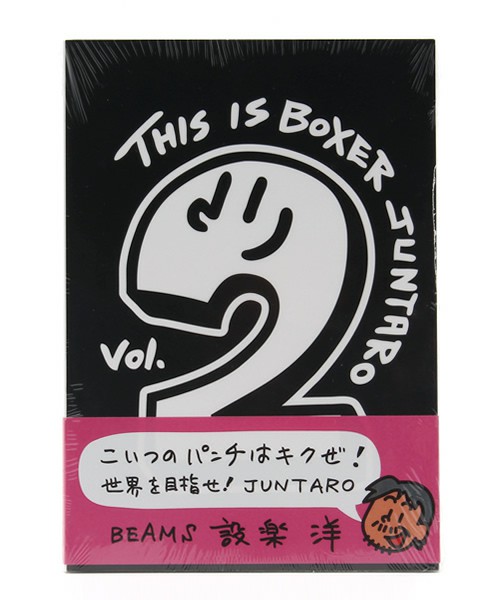 THIS IS BOXER JUNTARO
Vol.
2
こいつのパンチはキクぜ!
世界を目指せ! JUNTARO
BEAMS 設楽 洋